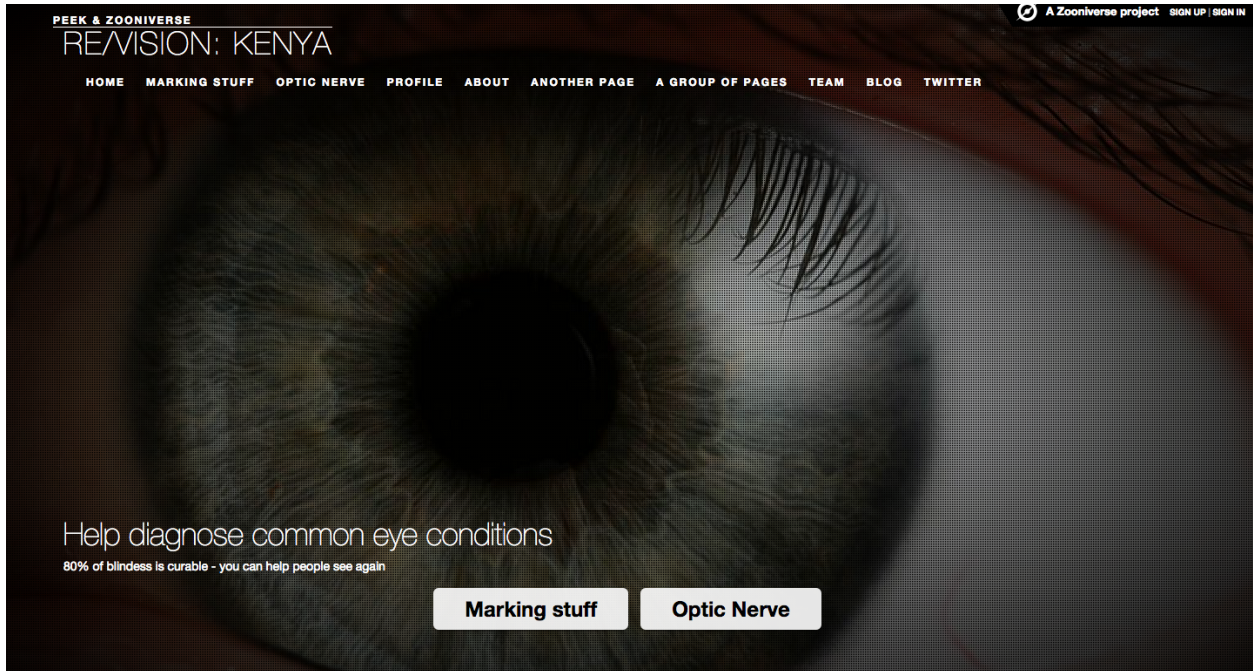 PEEK & ZOONIVERSE
RE/VISION: KENYA
A Zooniverse project SIGN UP | SIGN IN
HOME MARKING STUFF OPTIC NERVE PROFILE ABOUT ANOTHER PAGE A GROUP OF PAGES TEAM BLOG TWITTER
Help diagnose common eye conditions
80% of blindess is curable - you can help people see again
Marking stuff Optic Nerve